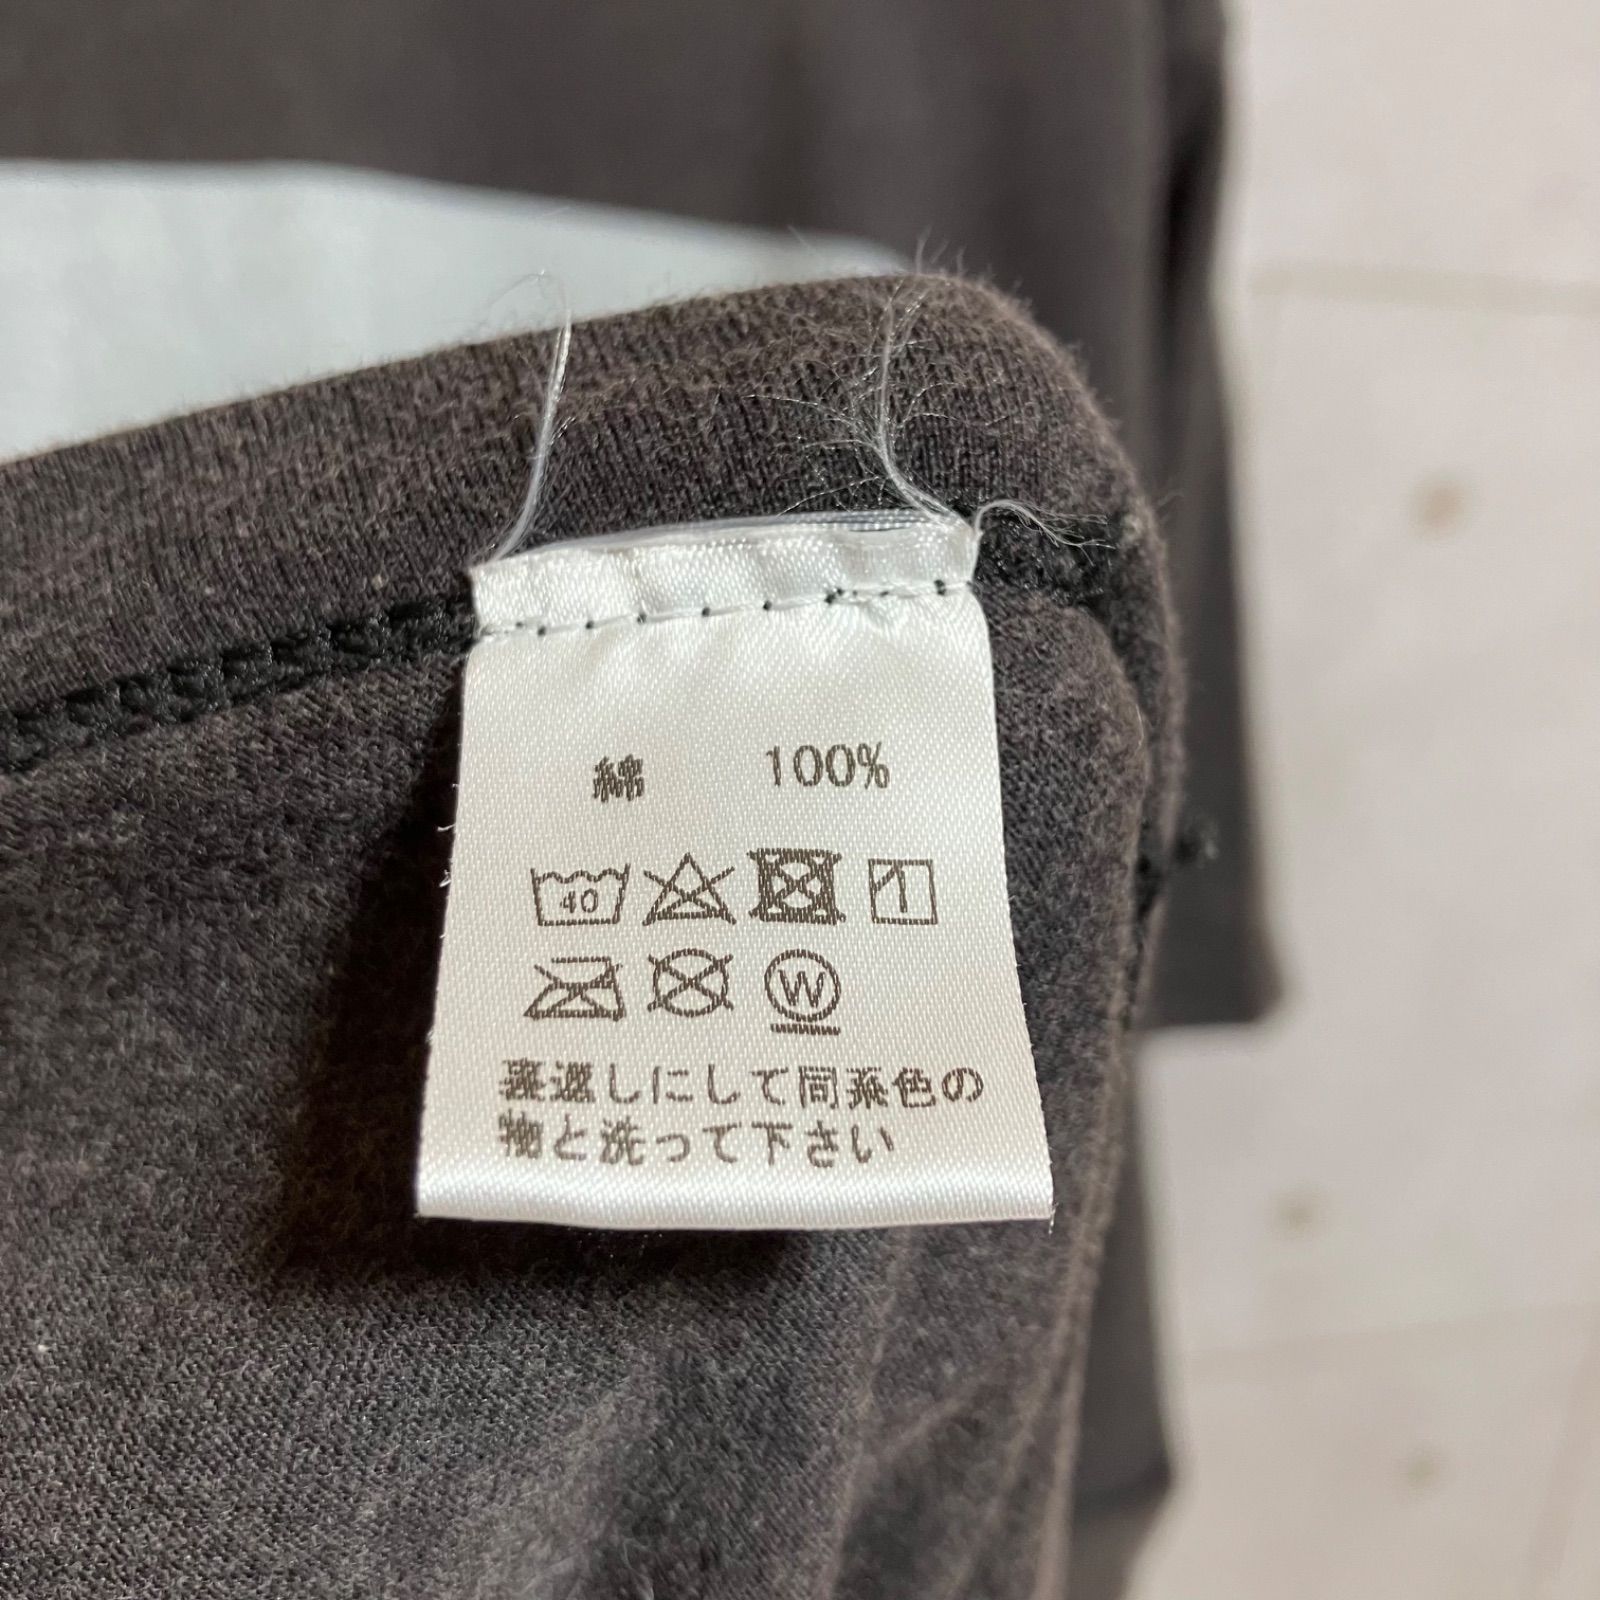 綿 100%
40
W
裏返しにして同系色の
物と洗って下さい